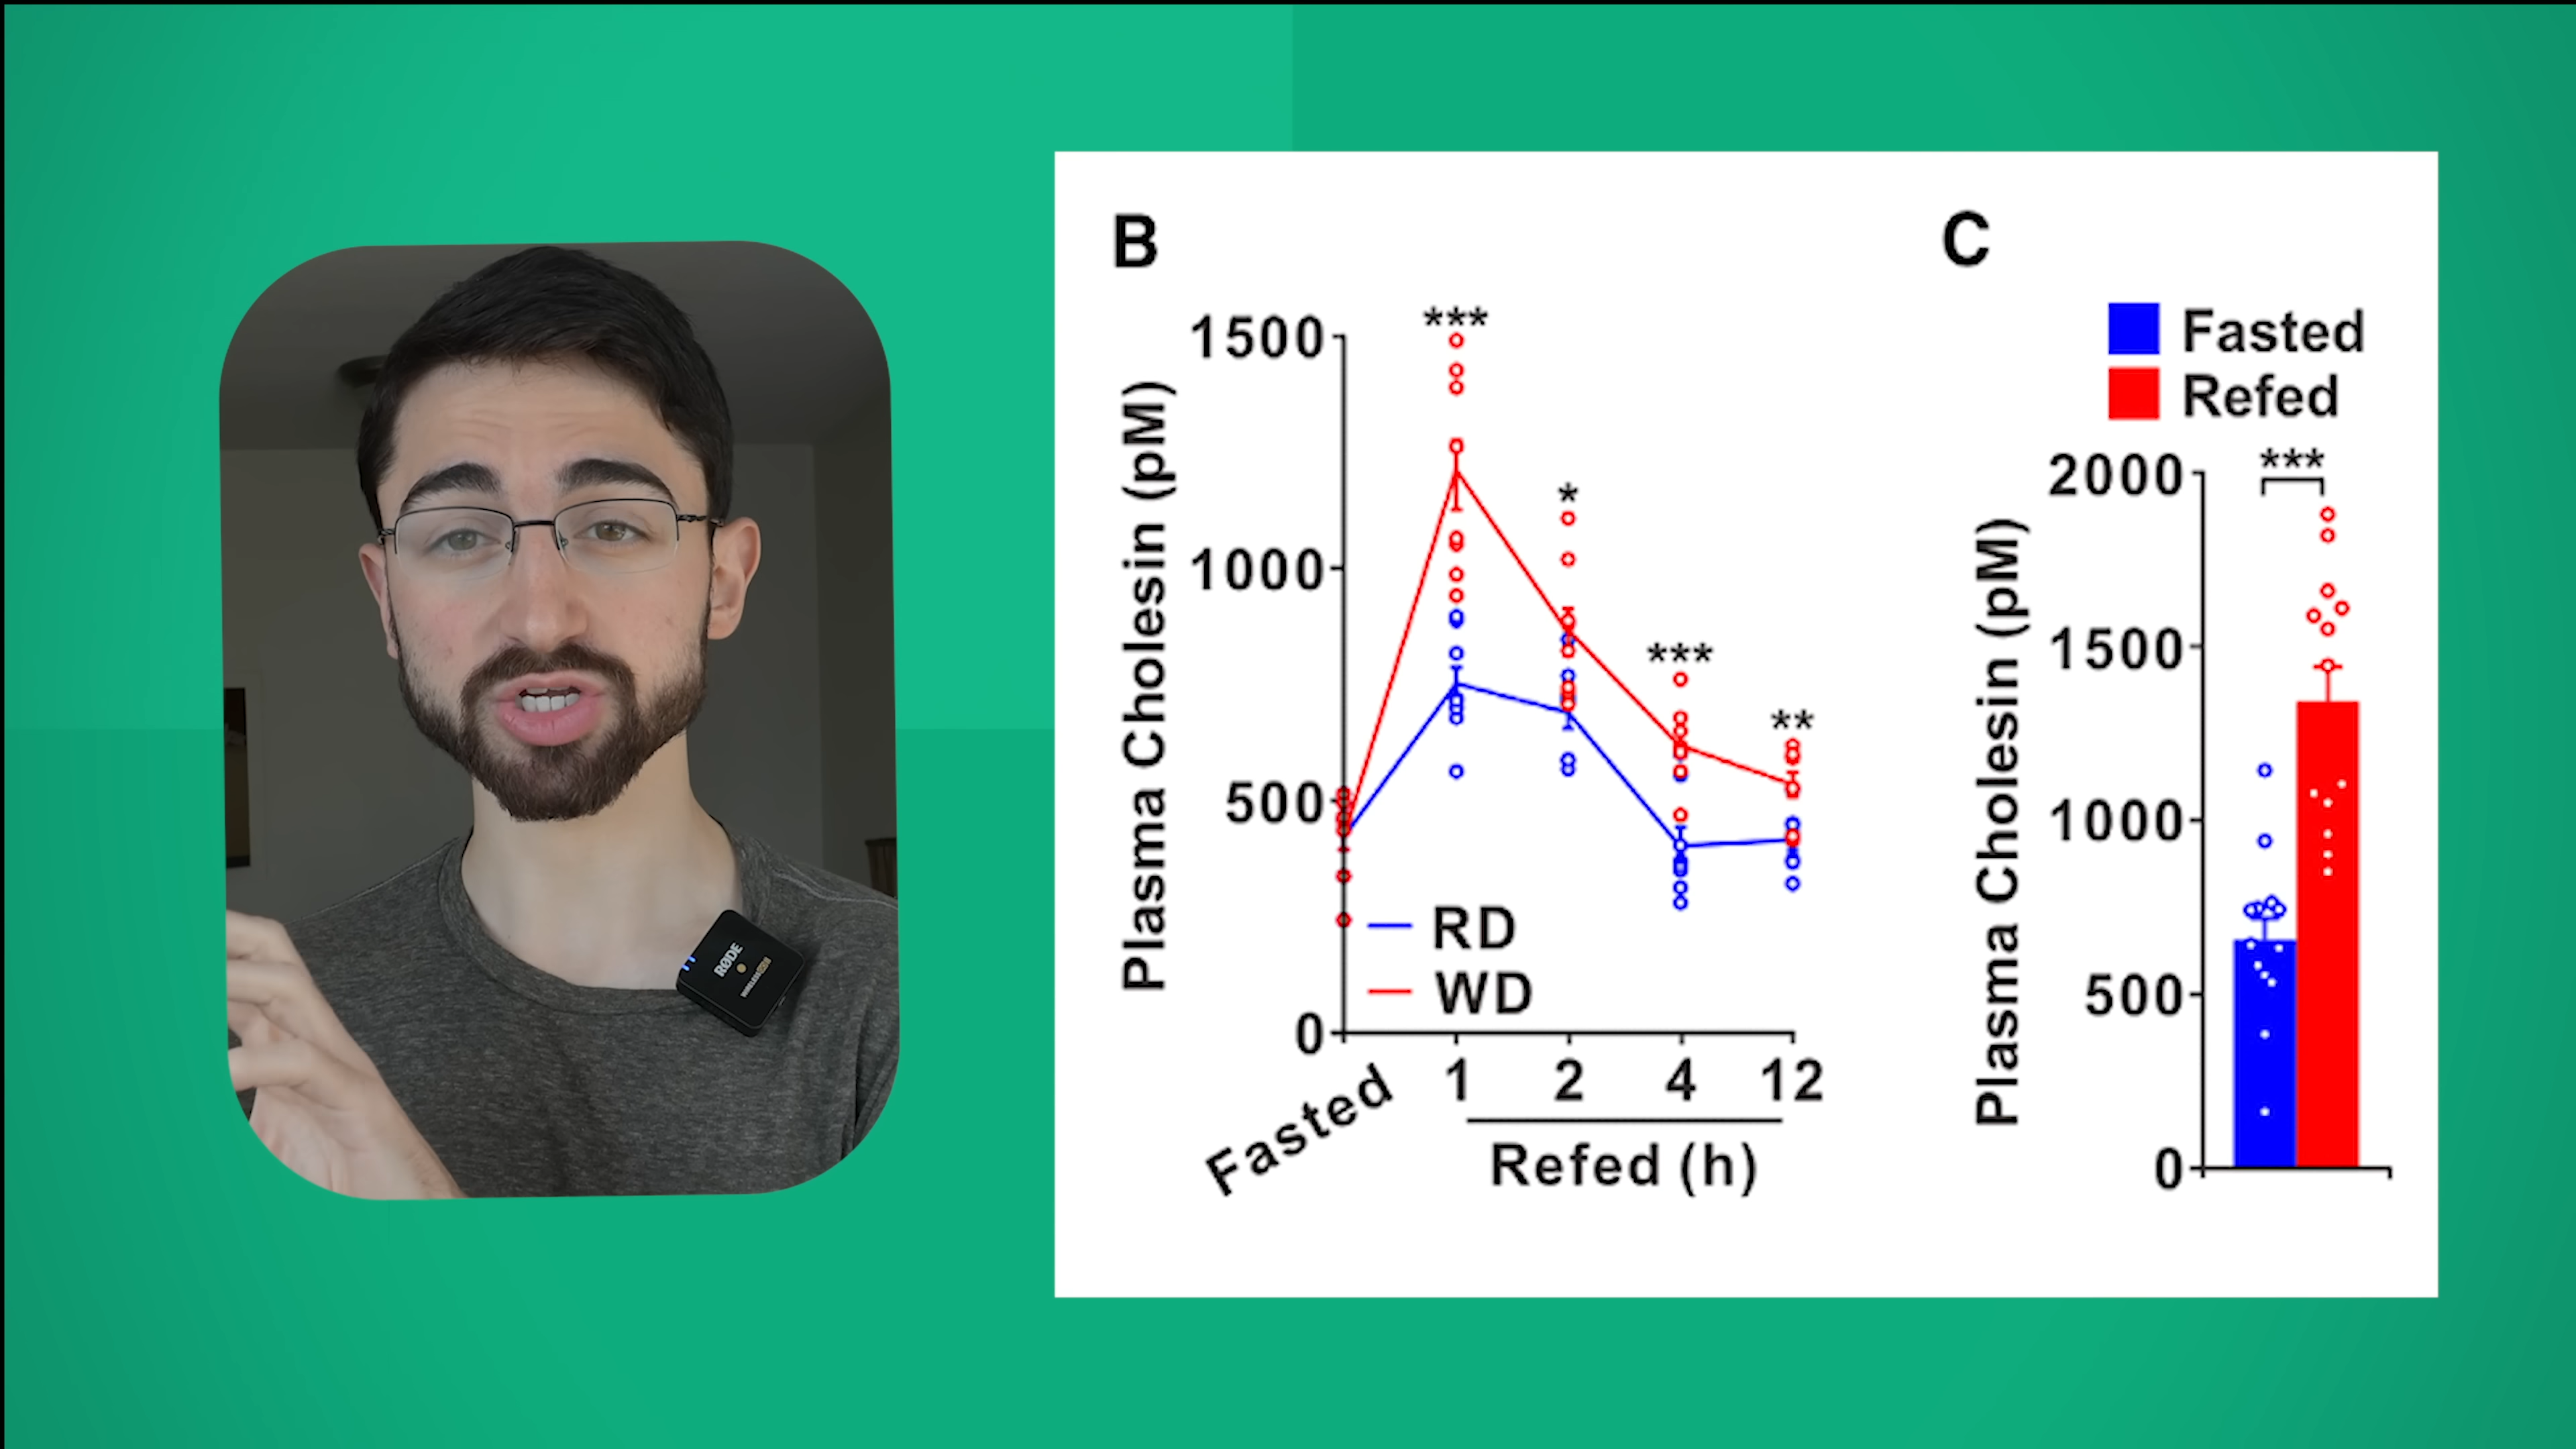 B
***
*
***
**
1500
1000
500
0
Plasma Cholesin (pM)
RD
WD
Fasted
1 2 4 12
Refed (h)
C
Fasted
Refed
***
2000
1500
1000
500
0
Plasma Cholesin (pM)
RØDE